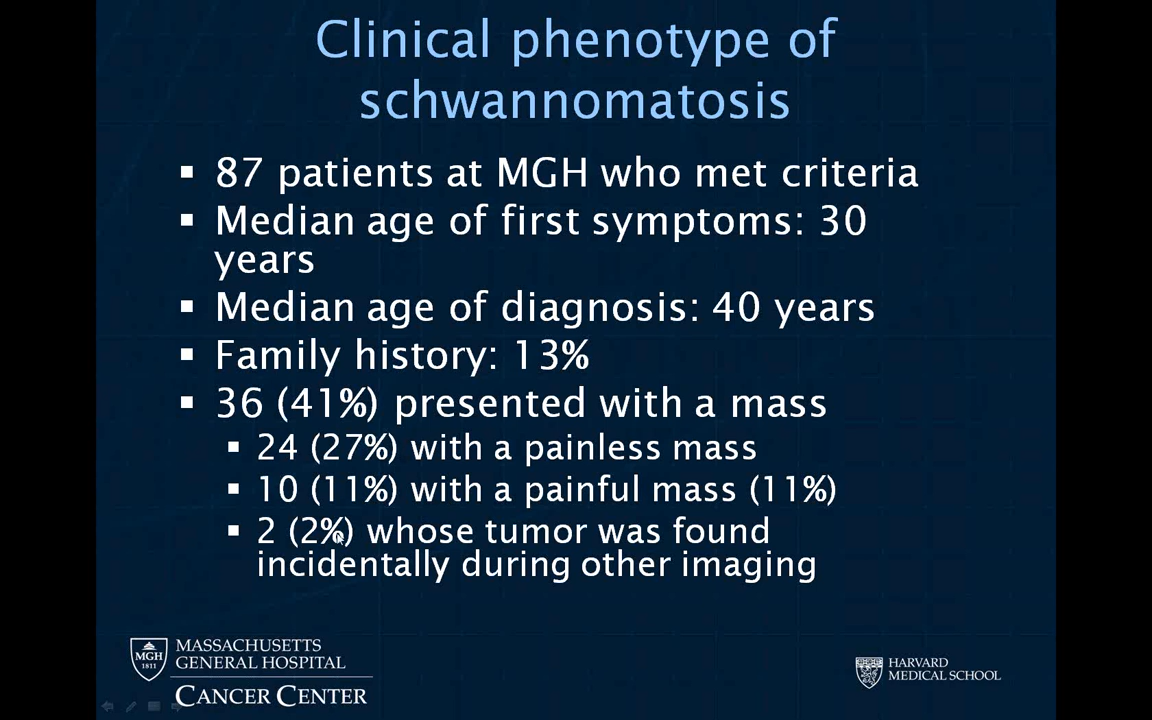 Clinical phenotype of
schwannomatosis
▪ 87 patients at MGH who met criteria
▪ Median age of first symptoms: 30
years
▪ Median age of diagnosis: 40 years
▪ Family history: 13%
▪ 36 (41%) presented with a mass
▪ 24 (27%) with a painless mass
▪ 10 (11%) with a painful mass (11%)
▪ 2 (2%) whose tumor was found
incidentally during other imaging
MGH
1811
MASSACHUSETTS
GENERAL HOSPITAL
CANCER CENTER
HARVARD
MEDICAL SCHOOL